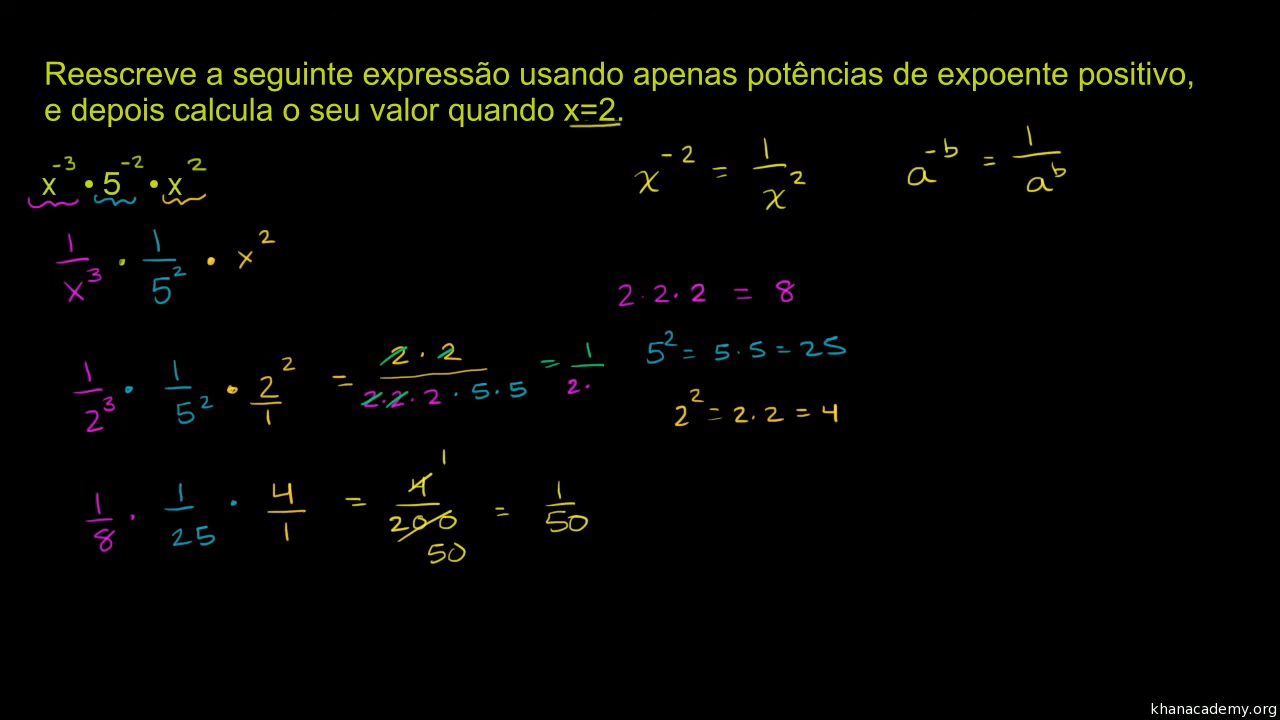 Reescreve a seguinte expressão usando apenas potências de expoente positivo,
e depois calcula o seu valor quando x=2.
x⁻³ • 5⁻² • x²
x⁻² = 1/x²
a⁻ᵇ = 1/aᵇ
1/x³ · 1/5² · x²
2·2·2 = 8
1/2³ · 1/5² · 2²/1 = 2·2/2·2·2·5·5 = 1/2·
5² = 5·5 = 25
2² = 2·2 = 4
1/8 · 1/25 · 4/1 = 4/200 1 50 = 1/50
khanacademy.org